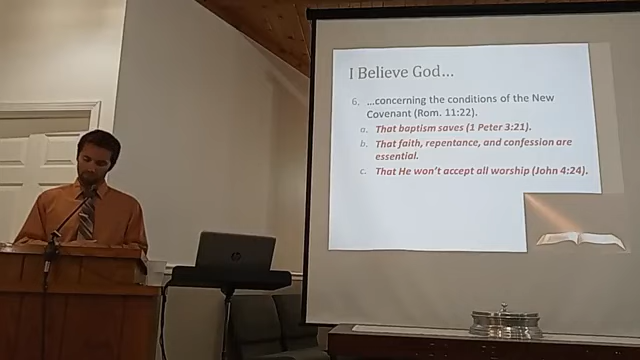 I Believe God...
6. ...concerning the conditions of the New
Covenant (Rom. 11:22).
a. That baptism saves (1 Peter 3:21).
b. That faith, repentance, and confession are
essential.
c. That He won't accept all worship (John 4:24).
hp